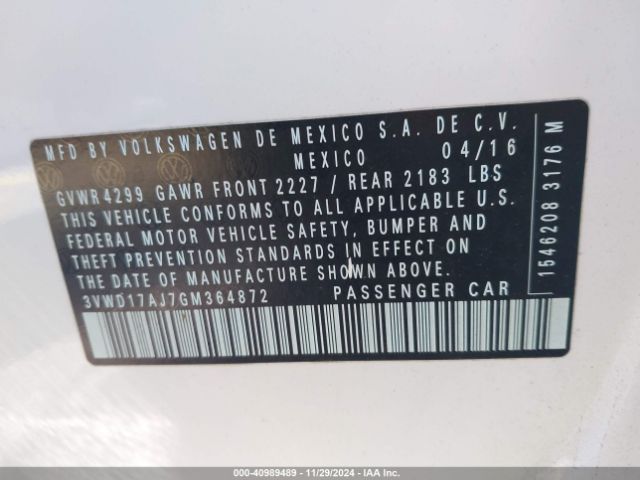 MFD BY VOLKSWAGEN DE MEXICO S.A. DE C.V.
MEXICO 04/16
GVWR 4299 GAWR FRONT 2227 / REAR 2183 LBS
THIS VEHICLE CONFORMS TO ALL APPLICABLE U.S.
FEDERAL MOTOR VEHICLE SAFETY, BUMPER AND
THEFT PREVENTION STANDARDS IN EFFECT ON
THE DATE OF MANUFACTURE SHOWN ABOVE.
3VWD17AJ7GM364872 PASSENGER CAR
1546208 3176 M
000-40989489 - 11/29/2024 - IAA Inc.